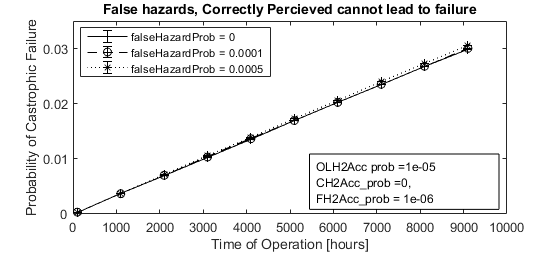 False hazards, Correctly Percieved cannot lead to failure
falseHazardProb = 0
falseHazardProb = 0.0001
falseHazardProb = 0.0005
Probability of Castrophic Failure
0.03
0.02
0.01
0
OLH2Acc prob =1e-05
CH2Acc_prob =0,
FH2Acc_prob = 1e-06
0 1000 2000 3000 4000 5000 6000 7000 8000 9000 10000
Time of Operation [hours]